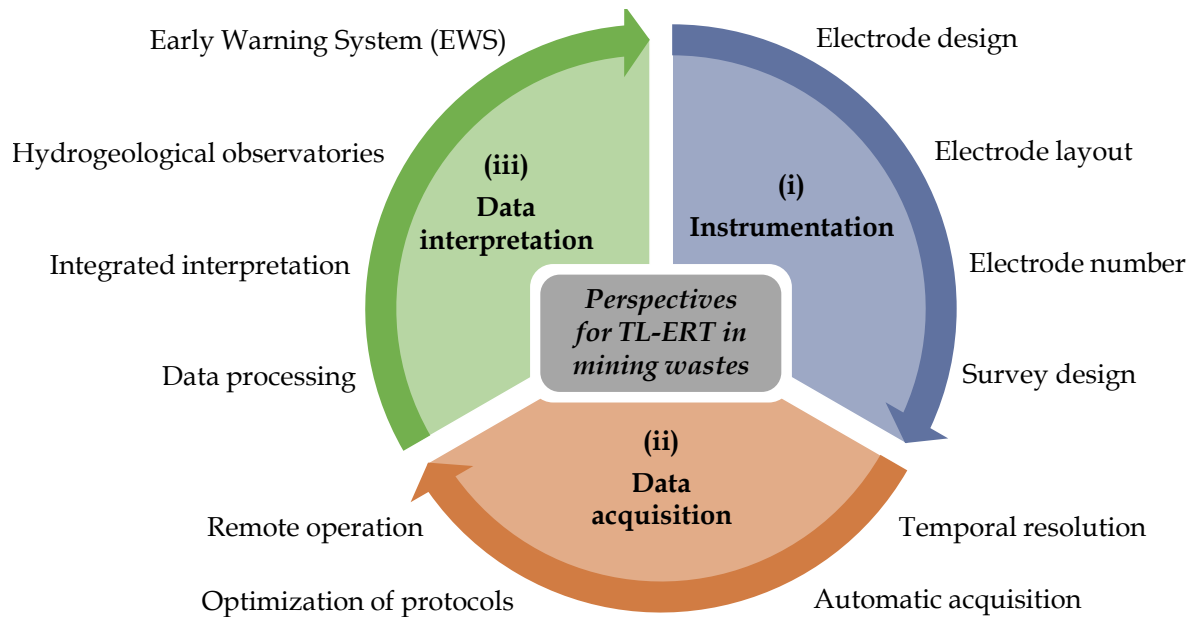 Early Warning System (EWS)
Hydrogeological observatories
Integrated interpretation
Data processing
(iii)
Data
interpretation
Electrode design
Electrode layout
Electrode number
Survey design
(i)
Instrumentation
Perspectives
for TL-ERT in
mining wastes
(ii)
Data
acquisition
Temporal resolution
Automatic acquisition
Optimization of protocols
Remote operation